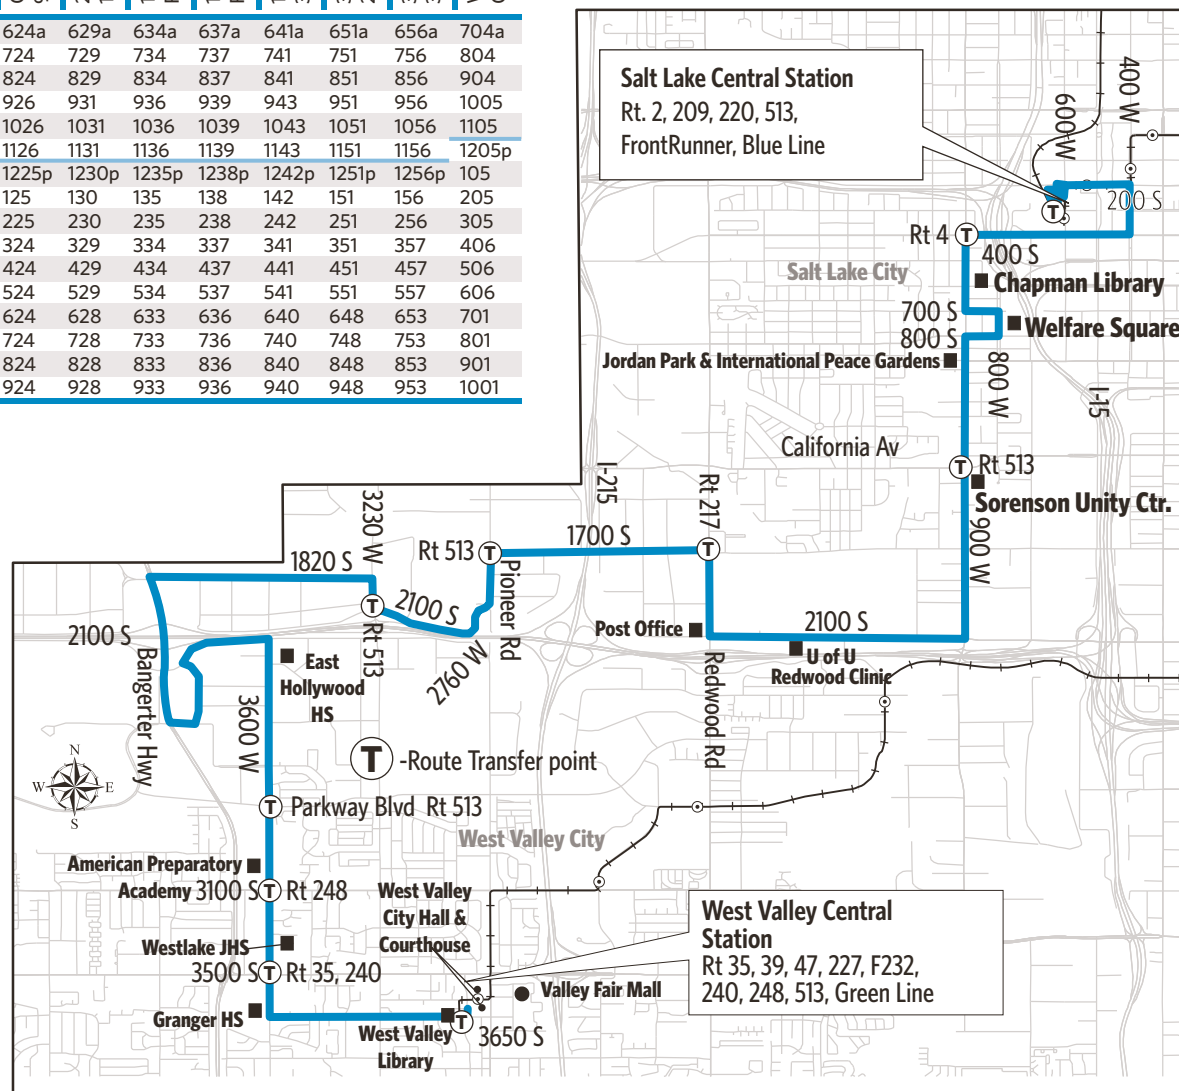 624a 629a 634a 637a 641a 651a 656a 704a
724 729 734 737 741 751 756 804
824 829 834 837 841 851 856 904
926 931 936 939 943 951 956 1005
1026 1031 1036 1039 1043 1051 1056 1105
1126 1131 1136 1139 1143 1151 1156 1205p
1225p 1230p 1235p 1238p 1242p 1251p 1256p 105
125 130 135 138 142 151 156 205
225 230 235 238 242 251 256 305
324 329 334 337 341 351 357 406
424 429 434 437 441 451 457 506
524 529 534 537 541 551 557 606
624 628 633 636 640 648 653 701
724 728 733 736 740 748 753 801
824 828 833 836 840 848 853 901
924 928 933 936 940 948 953 1001
Salt Lake Central Station
Rt. 2, 209, 220, 513,
FrontRunner, Blue Line
400 W
600W
T
200 S
Rt 4 T
400 S
Salt Lake City
Chapman Library
700 S
Welfare Square
800 S
Jordan Park & International Peace Gardens
800 W
I-15
California Av
T Rt 513
Sorenson Unity Ctr.
900 W
I-215
Rt 217
3230 W
1700 S
T
Rt 513 T
Pioneer Rd
1820 S
2100 S
T
Rt 513
2760 W
2100 S
Post Office
2100 S
U of U
Redwood Clinic
Redwood Rd
Bangerter Hwy
East
Hollywood
HS
3600 W
N
W E
S
T -Route Transfer point
T Parkway Blvd Rt 513
West Valley City
American Preparatory
Academy 3100 S T Rt 248
West Valley
City Hall &
Courthouse
Westlake JHS
3500 S T Rt 35, 240
West Valley Central
Station
Rt 35, 39, 47, 227, F232,
240, 248, 513, Green Line
Valley Fair Mall
Granger HS
T
3650 S
West Valley
Library